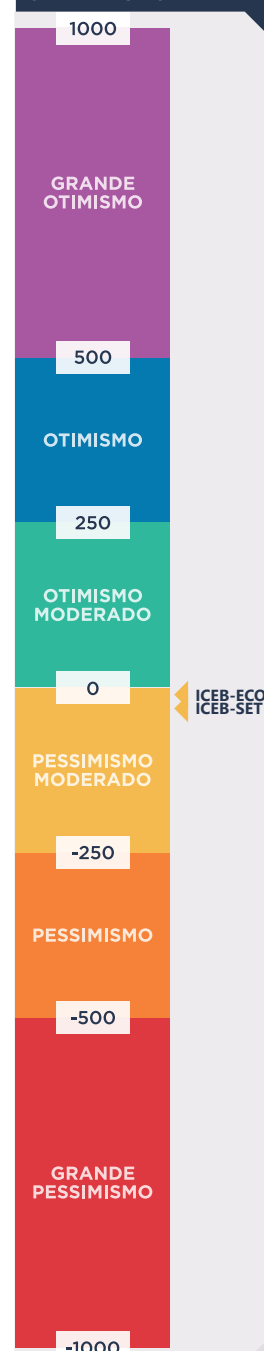 1000
GRANDE
OTIMISMO
500
OTIMISMO
250
OTIMISMO
MODERADO
0
ICEB-ECO
ICEB-SET
PESSIMISMO
MODERADO
-250
PESSIMISMO
-500
GRANDE
PESSIMISMO
-1000